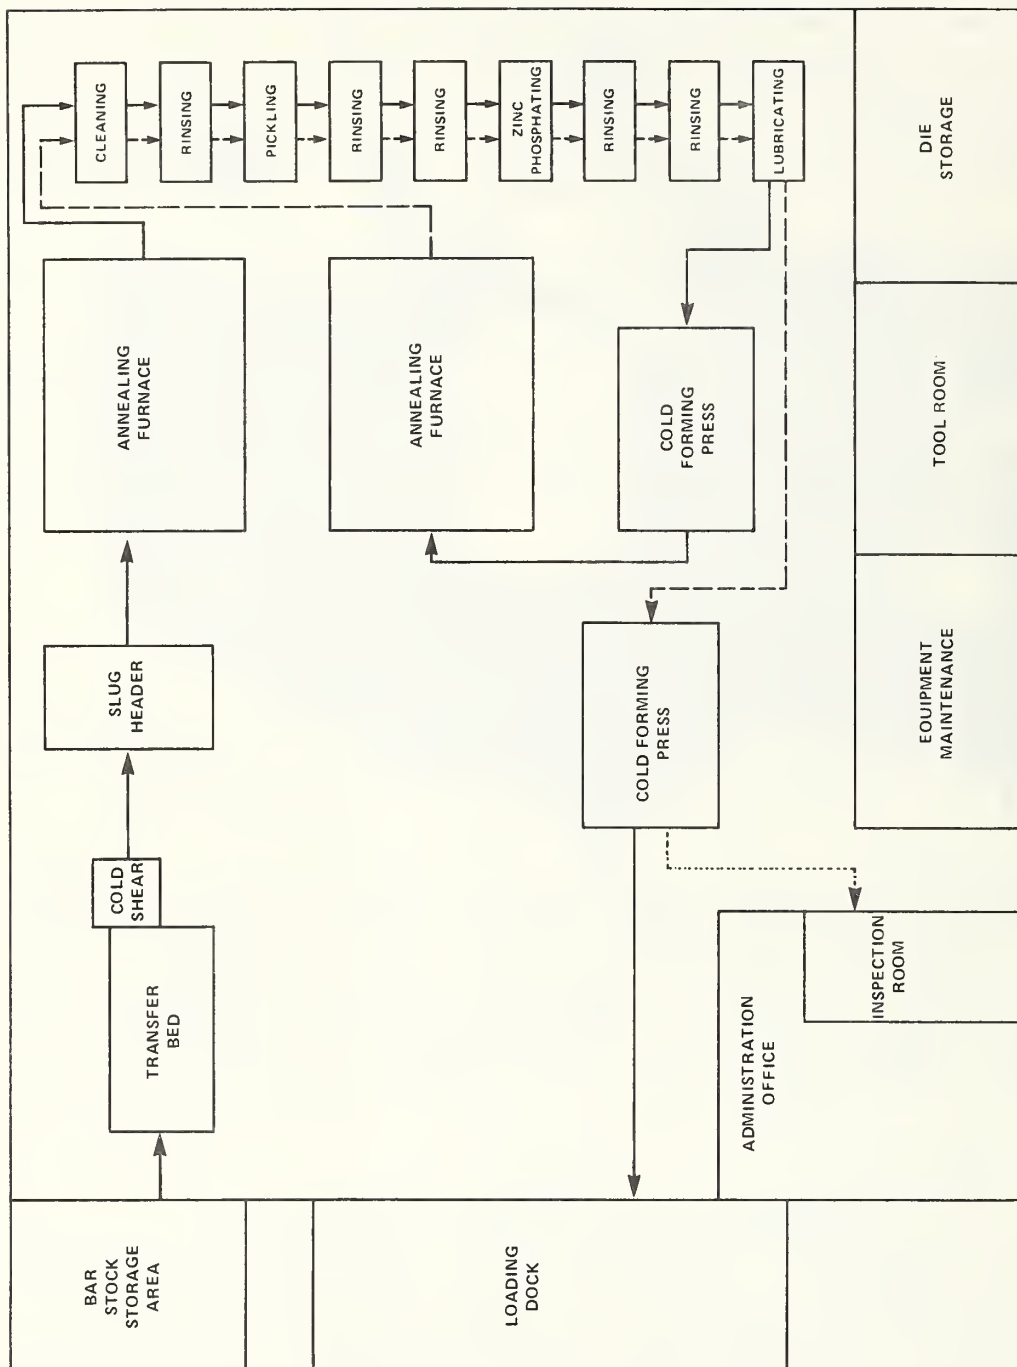 BAR
STOCK
STORAGE
AREA
TRANSFER
BED
COLD
SHEAR
SLUG
HEADER
ANNEALING
FURNACE
CLEANING
RINSING
PICKLING
RINSING
RINSING
ZINC
PHOSPHATING
RINSING
RINSING
LUBRICATING
ANNEALING
FURNACE
COLD
FORMING
PRESS
COLD FORMING
PRESS
LOADING
DOCK
ADMINISTRATION
OFFICE
INSPECTION
ROOM
EQUIPMENT
MAINTENANCE
TOOL ROOM
DIE
STORAGE